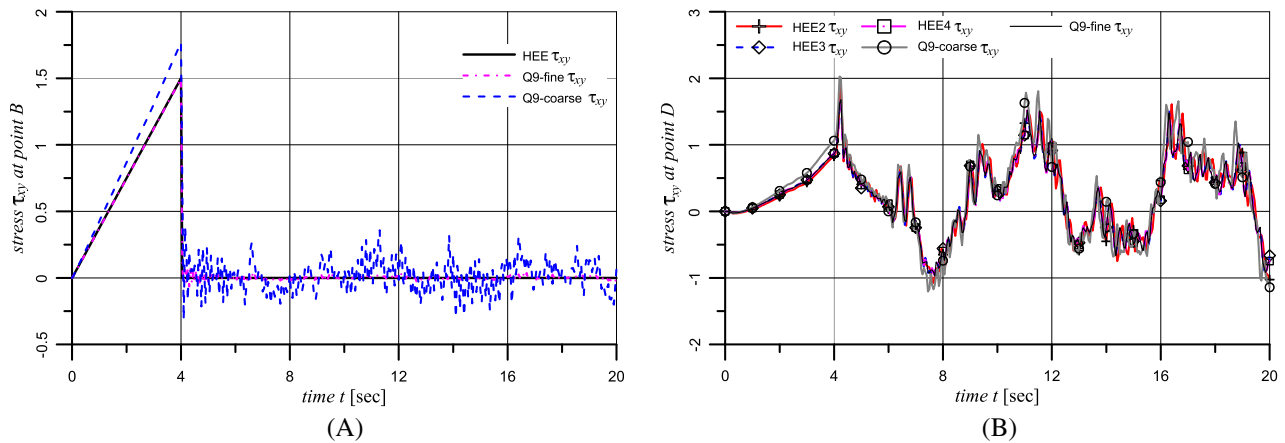 stress τxy at point B
2
1.5
1
0.5
0
-0.5
HEE τxy
Q9-fine τxy
Q9-coarse τxy
0 4 8 12 16 20
time t [sec]
(A)
stress τxy at point D
3
2
1
0
-1
-2
HEE2 τxy HEE4 τxy Q9-fine τxy
HEE3 τxy Q9-coarse τxy
0 4 8 12 16 20
time t [sec]
(B)